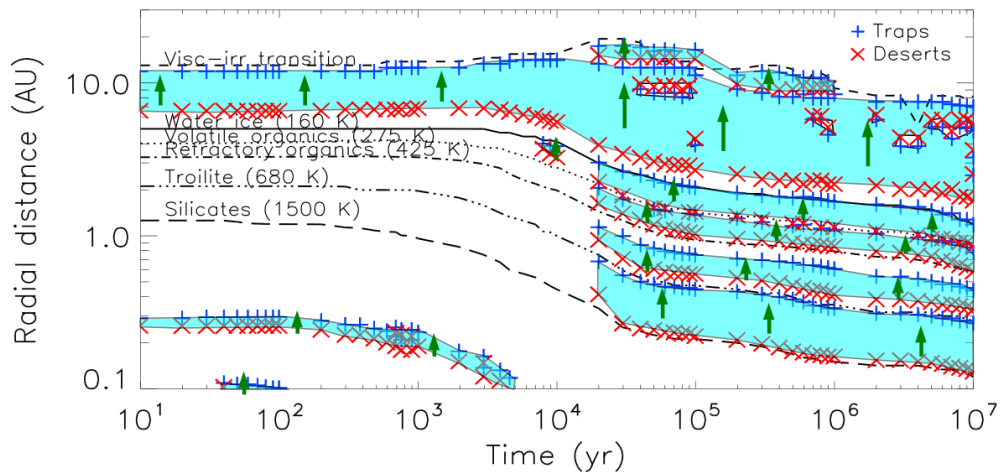 Traps
Deserts
Visc-irr transition
Water ice (160 K)
Volatile organics (275 K)
Refractory organics (425 K)
Troilite (680 K)
Silicates (1500 K)
Radial distance (AU)
10.0
1.0
0.1
10^1 10^2 10^3 10^4 10^5 10^6 10^7
Time (yr)